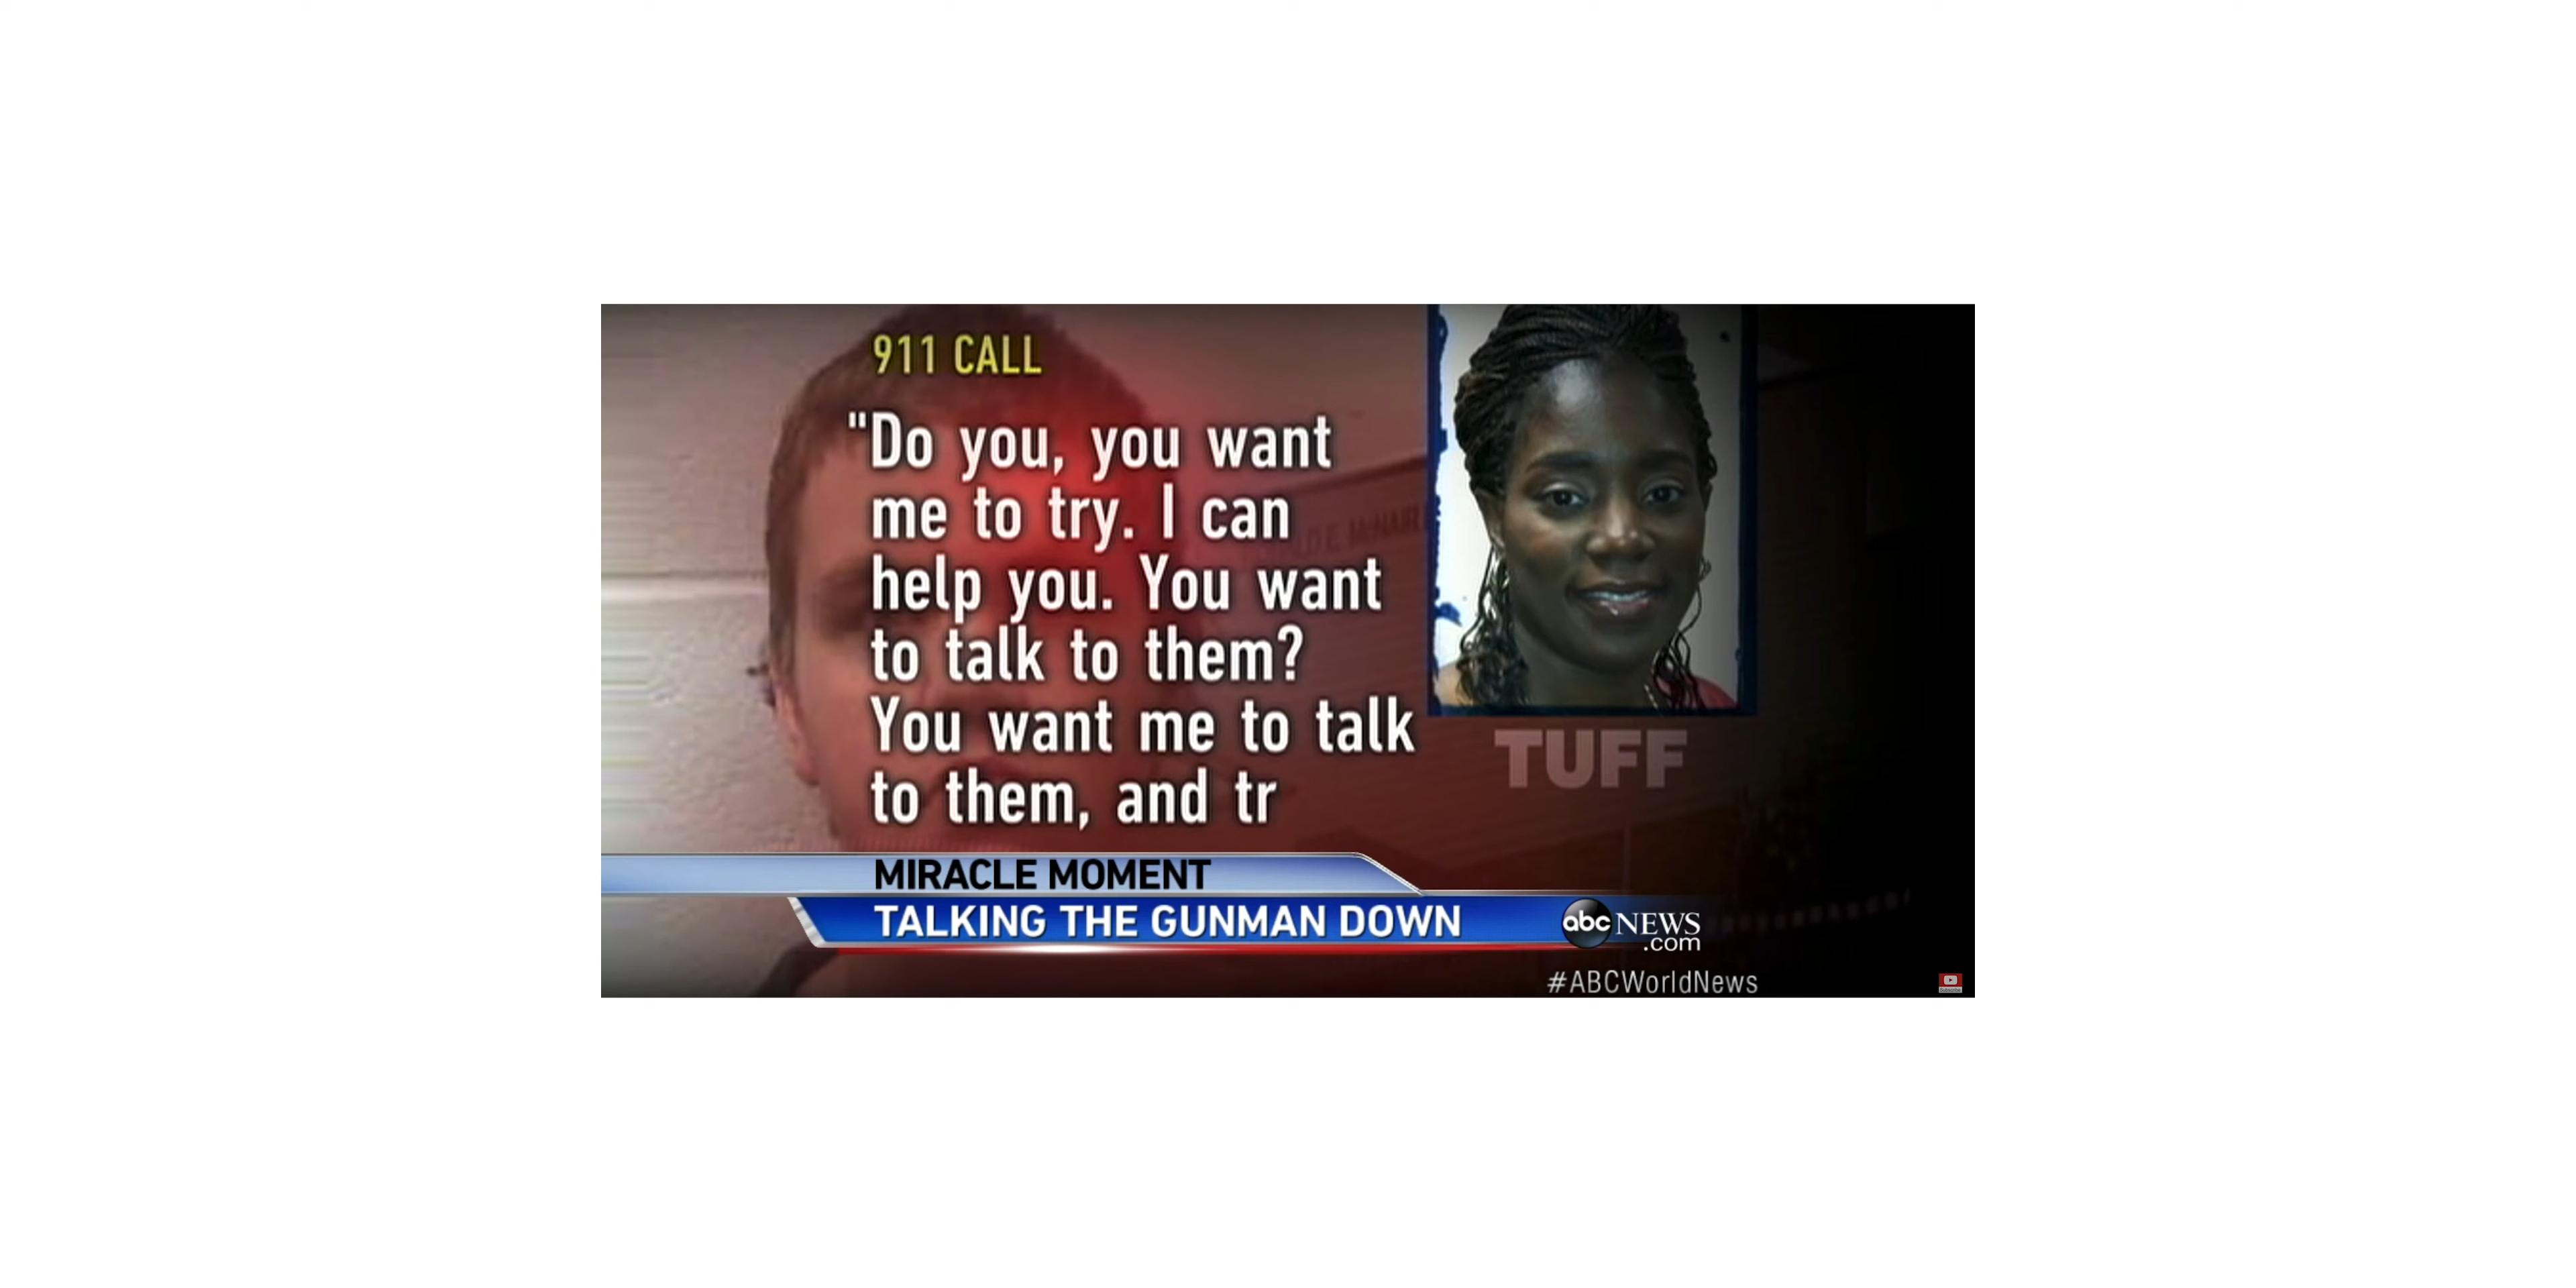 911 CALL
"Do you, you want
me to try. I can
help you. You want
to talk to them?
You want me to talk
to them, and tr
TUFF
MIRACLE MOMENT
TALKING THE GUNMAN DOWN
abc NEWS
.com
#ABCWorldNews